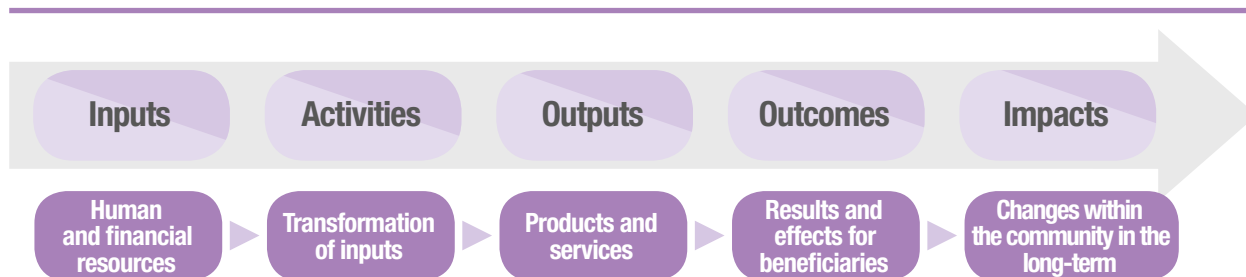 Inputs
Activities
Outputs
Outcomes
Impacts
Human
and financial
resources
Transformation
of inputs
Products and
services
Results and
effects for
beneficiaries
Changes within
the community in the
long-term